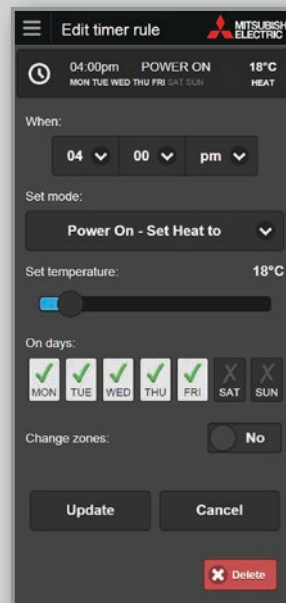 Edit timer rule
MITSUBISHI
ELECTRIC
04:00pm POWER ON 18°C
MON TUE WED THU FRI SAT SUN HEAT
When:
04 00 pm
Set mode:
Power On - Set Heat to
Set temperature: 18°C
On days:
MON TUE WED THU FRI SAT SUN
Change zones: No
Update Cancel
Delete